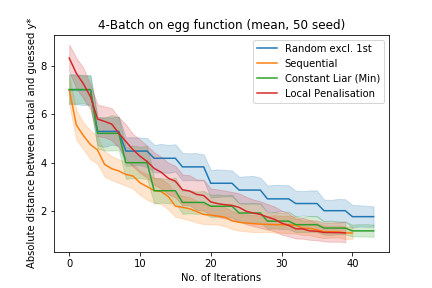 4-Batch on egg function (mean, 50 seed)
Absolute distance between actual and guessed y*
8
6
4
2
Random excl. 1st
Sequential
Constant Liar (Min)
Local Penalisation
0 10 20 30 40
No. of Iterations